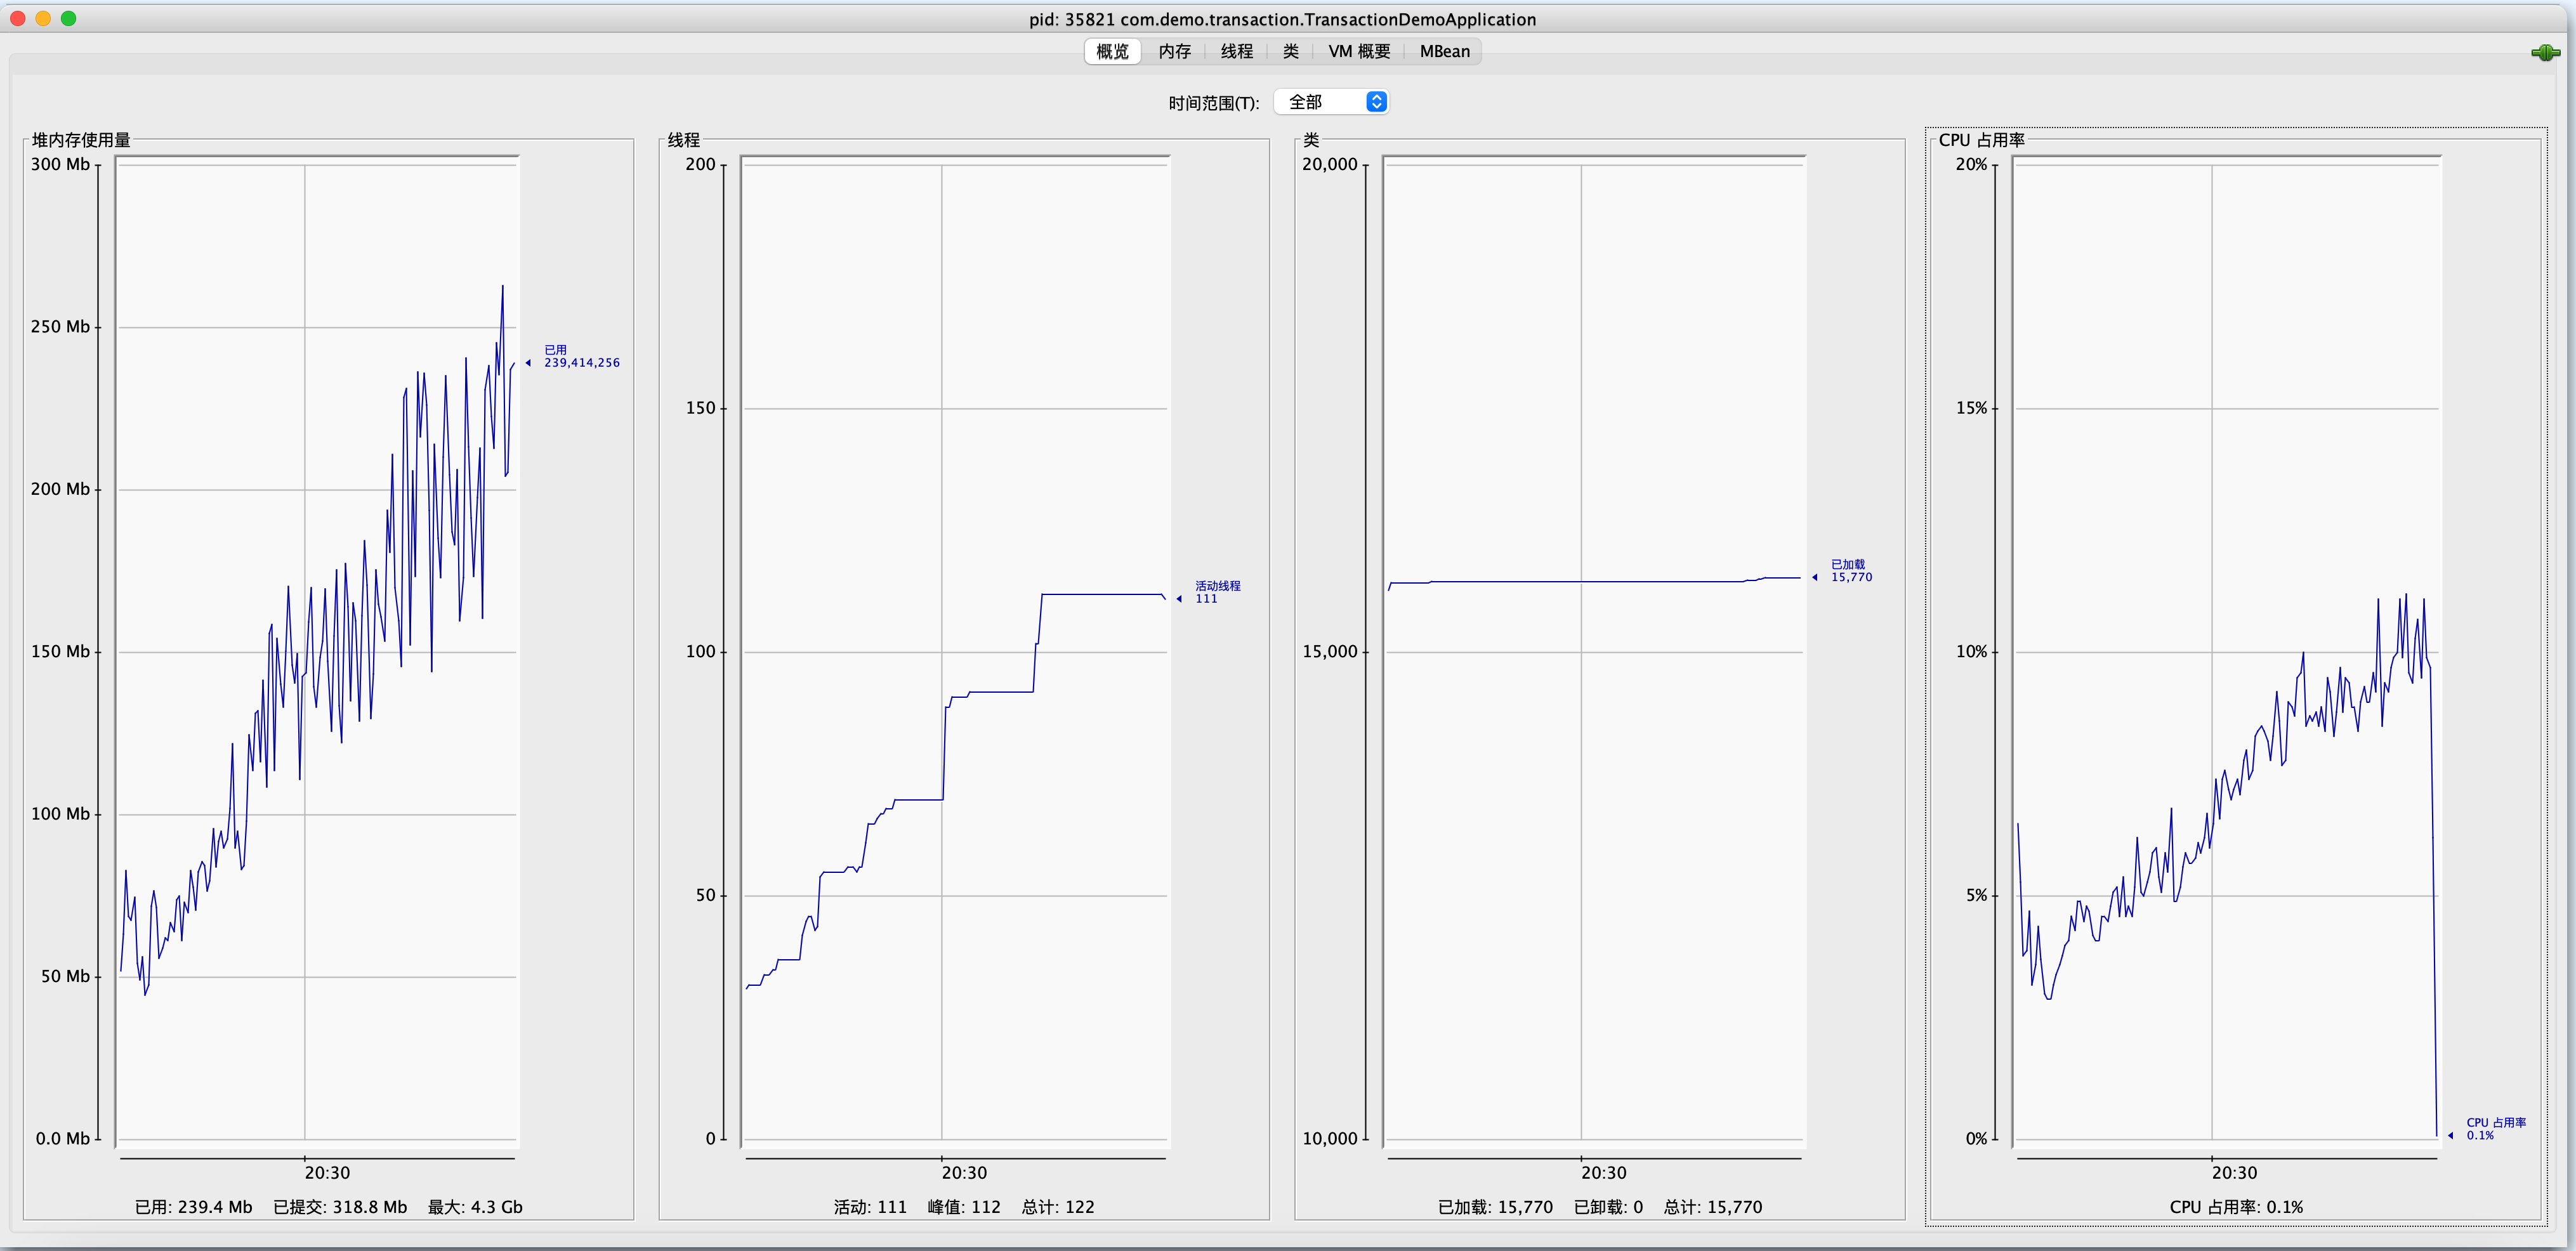 pid: 35821 com.demo.transaction.TransactionDemoApplication
概览 内存 线程 类 VM 概要 MBean
时间范围(T): 全部
堆内存使用量
300 Mb
250 Mb
200 Mb
150 Mb
100 Mb
50 Mb
0.0 Mb
已用
239,414,256
20:30
已用: 239.4 Mb 已提交: 318.8 Mb 最大: 4.3 Gb
线程
200
150
100
50
0
活动线程
111
20:30
活动: 111 峰值: 112 总计: 122
类
20,000
15,000
10,000
已加载
15,770
20:30
已加载: 15,770 已卸载: 0 总计: 15,770
CPU 占用率
20%
15%
10%
5%
0%
CPU 占用率
0.1%
20:30
CPU 占用率: 0.1%